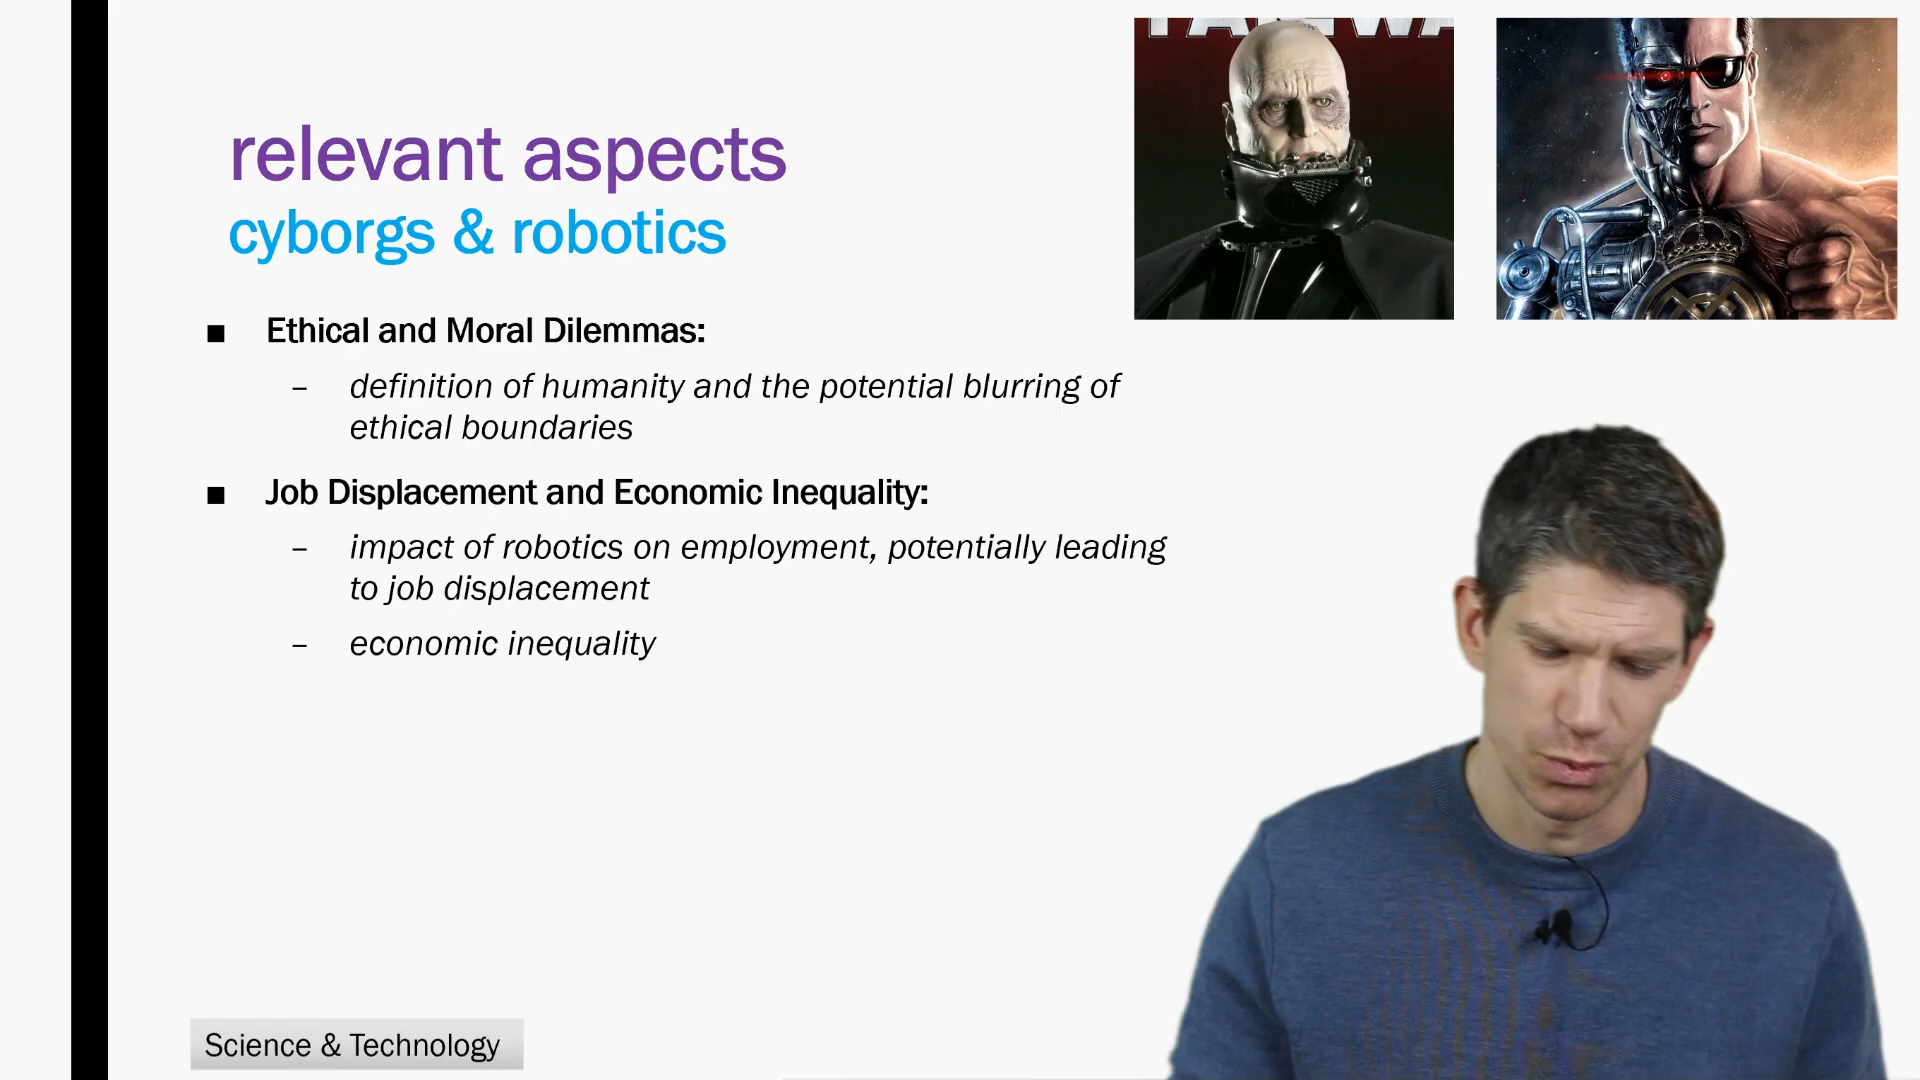 relevant aspects
cyborgs & robotics
■ Ethical and Moral Dilemmas:
– definition of humanity and the potential blurring of
ethical boundaries
■ Job Displacement and Economic Inequality:
– impact of robotics on employment, potentially leading
to job displacement
– economic inequality
Science & Technology